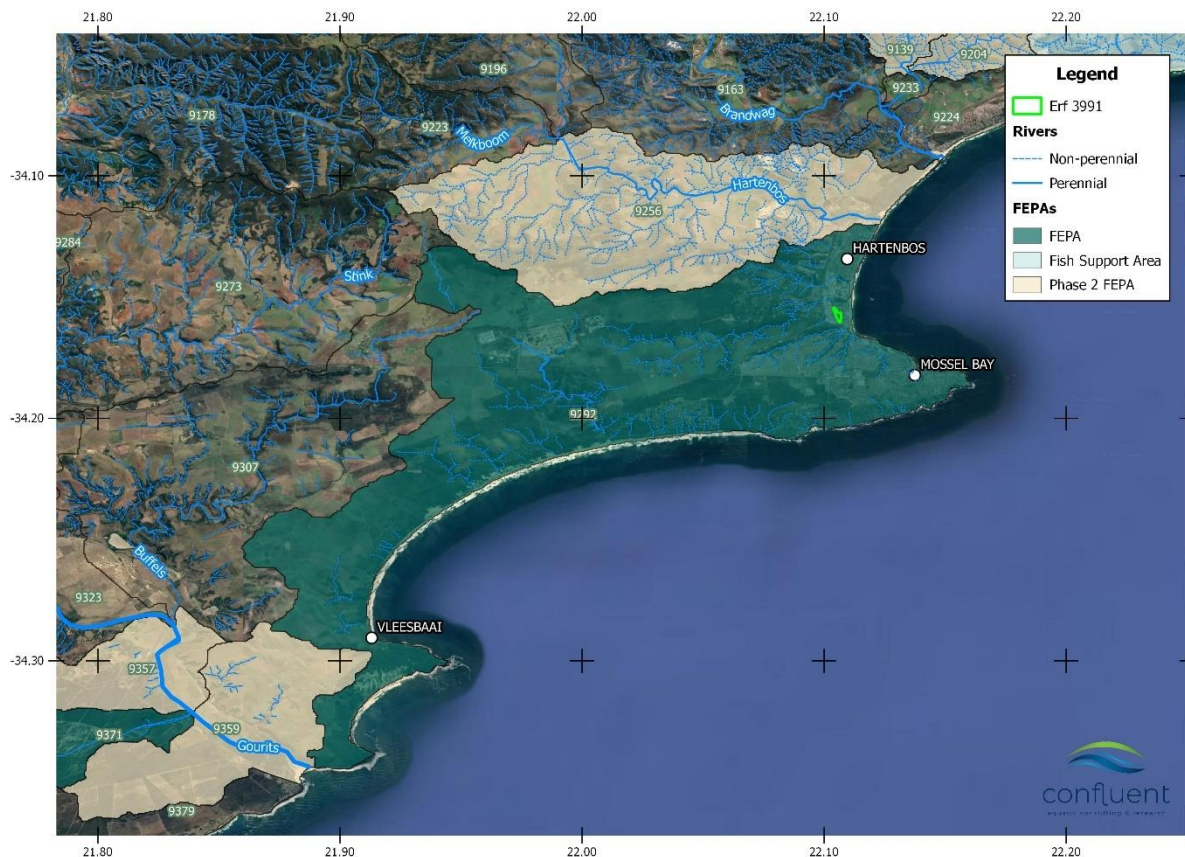 21.80 21.90 22.00 22.10 22.20
9139
9204
9196
9163
9233
9178
Brandwag
9224
9223
Melkboom
-34.10
Hartenbos
9256
9284
HARTENBOS
Stink
9273
MOSSEL BAY
-34.20
9292
9307
Buffels
9323
VLEESBAAI
-34.30
9357
9359
9371
Gourits
9379
21.80 21.90 22.00 22.10 22.20
Legend
Erf 3991
Rivers
Non-perennial
Perennial
FEPAs
FEPA
Fish Support Area
Phase 2 FEPA
confluent
aquatic consulting & research